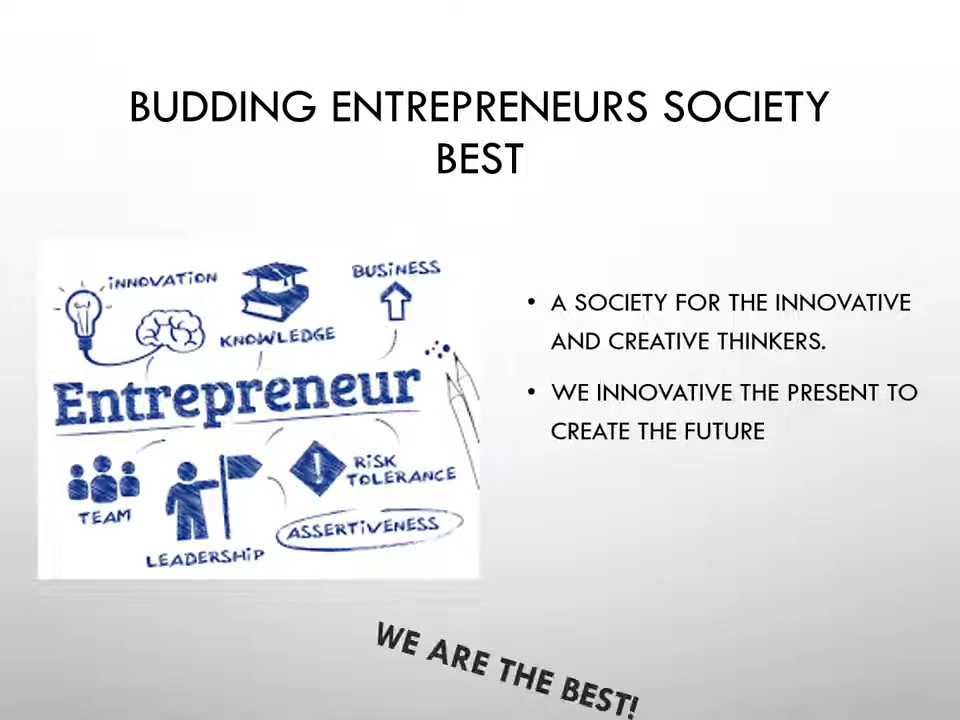 BUDDING ENTREPRENEURS SOCIETY
BEST
INNOVATION
BUSINESS
KNOWLEDGE
Entrepreneur
RISK
TOLERANCE
TEAM
ASSERTIVENESS
LEADERSHIP
• A SOCIETY FOR THE INNOVATIVE
AND CREATIVE THINKERS.
• WE INNOVATIVE THE PRESENT TO
CREATE THE FUTURE
WE ARE THE BEST!